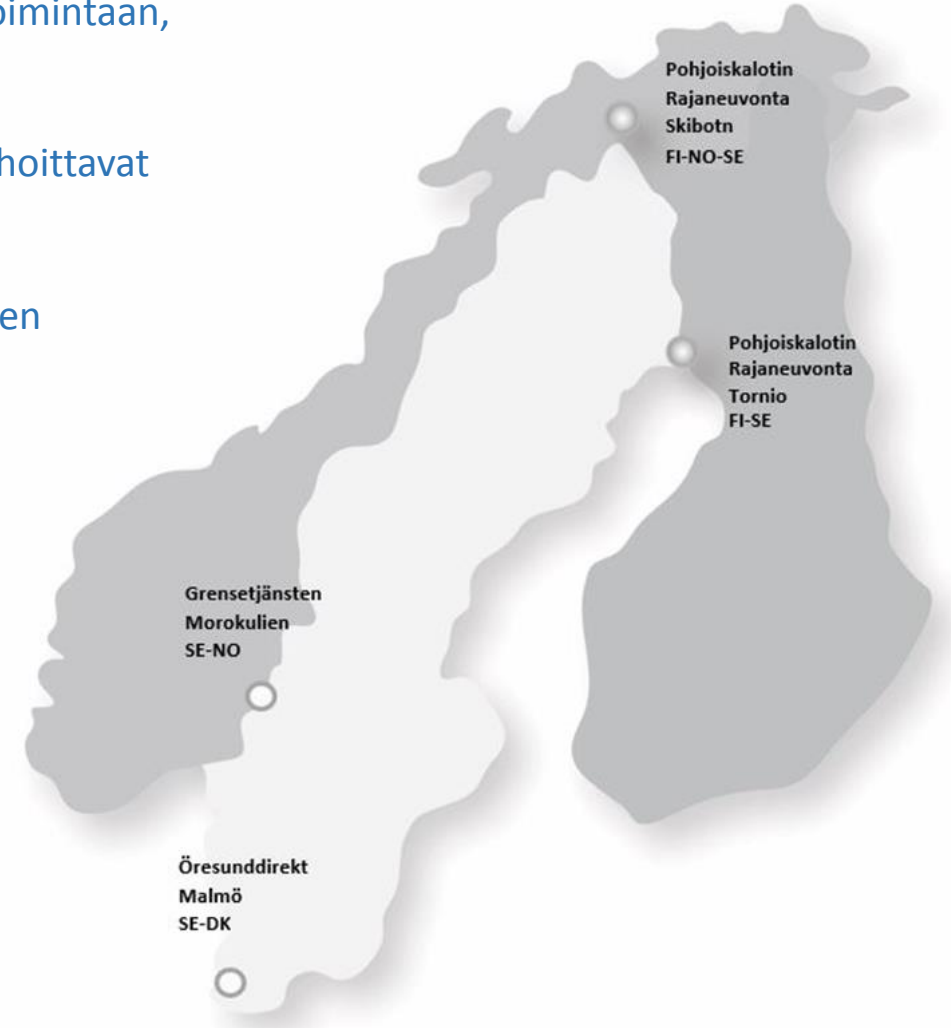 oimintaan,
hoittavat
en
Pohjoiskalotin
Rajaneuvonta
Skibotn
FI-NO-SE
Pohjoiskalotin
Rajaneuvonta
Tornio
FI-SE
Grensetjänsten
Morokulien
SE-NO
Öresunddirekt
Malmö
SE-DK